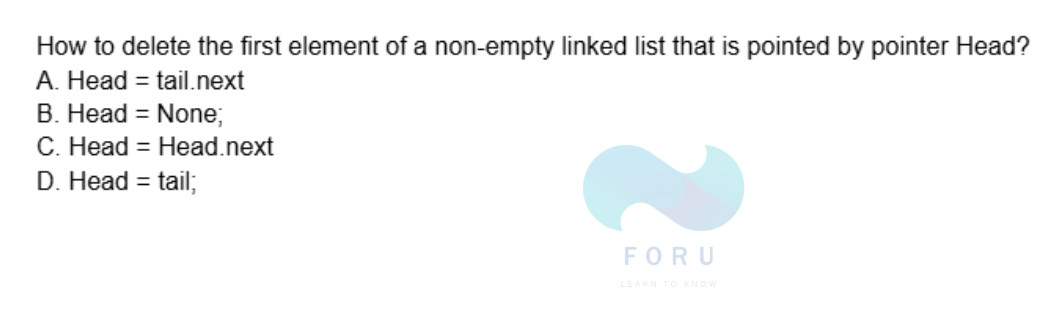 How to delete the first element of a non-empty linked list that is pointed by pointer Head?
A. Head = tail.next
B. Head = None;
C. Head = Head.next
D. Head = tail;
FORU
LEARN TO KNOW